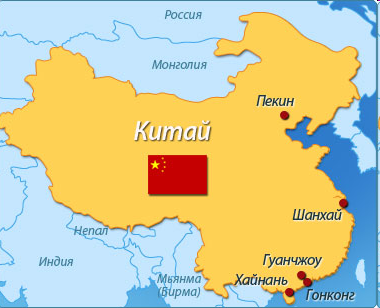 Россия
Монголия
Пекин
Китай
Шанхай
Непал
Гуанчжоу
Индия
Хайнань
Мьянма
(Бирма)
Гонконг